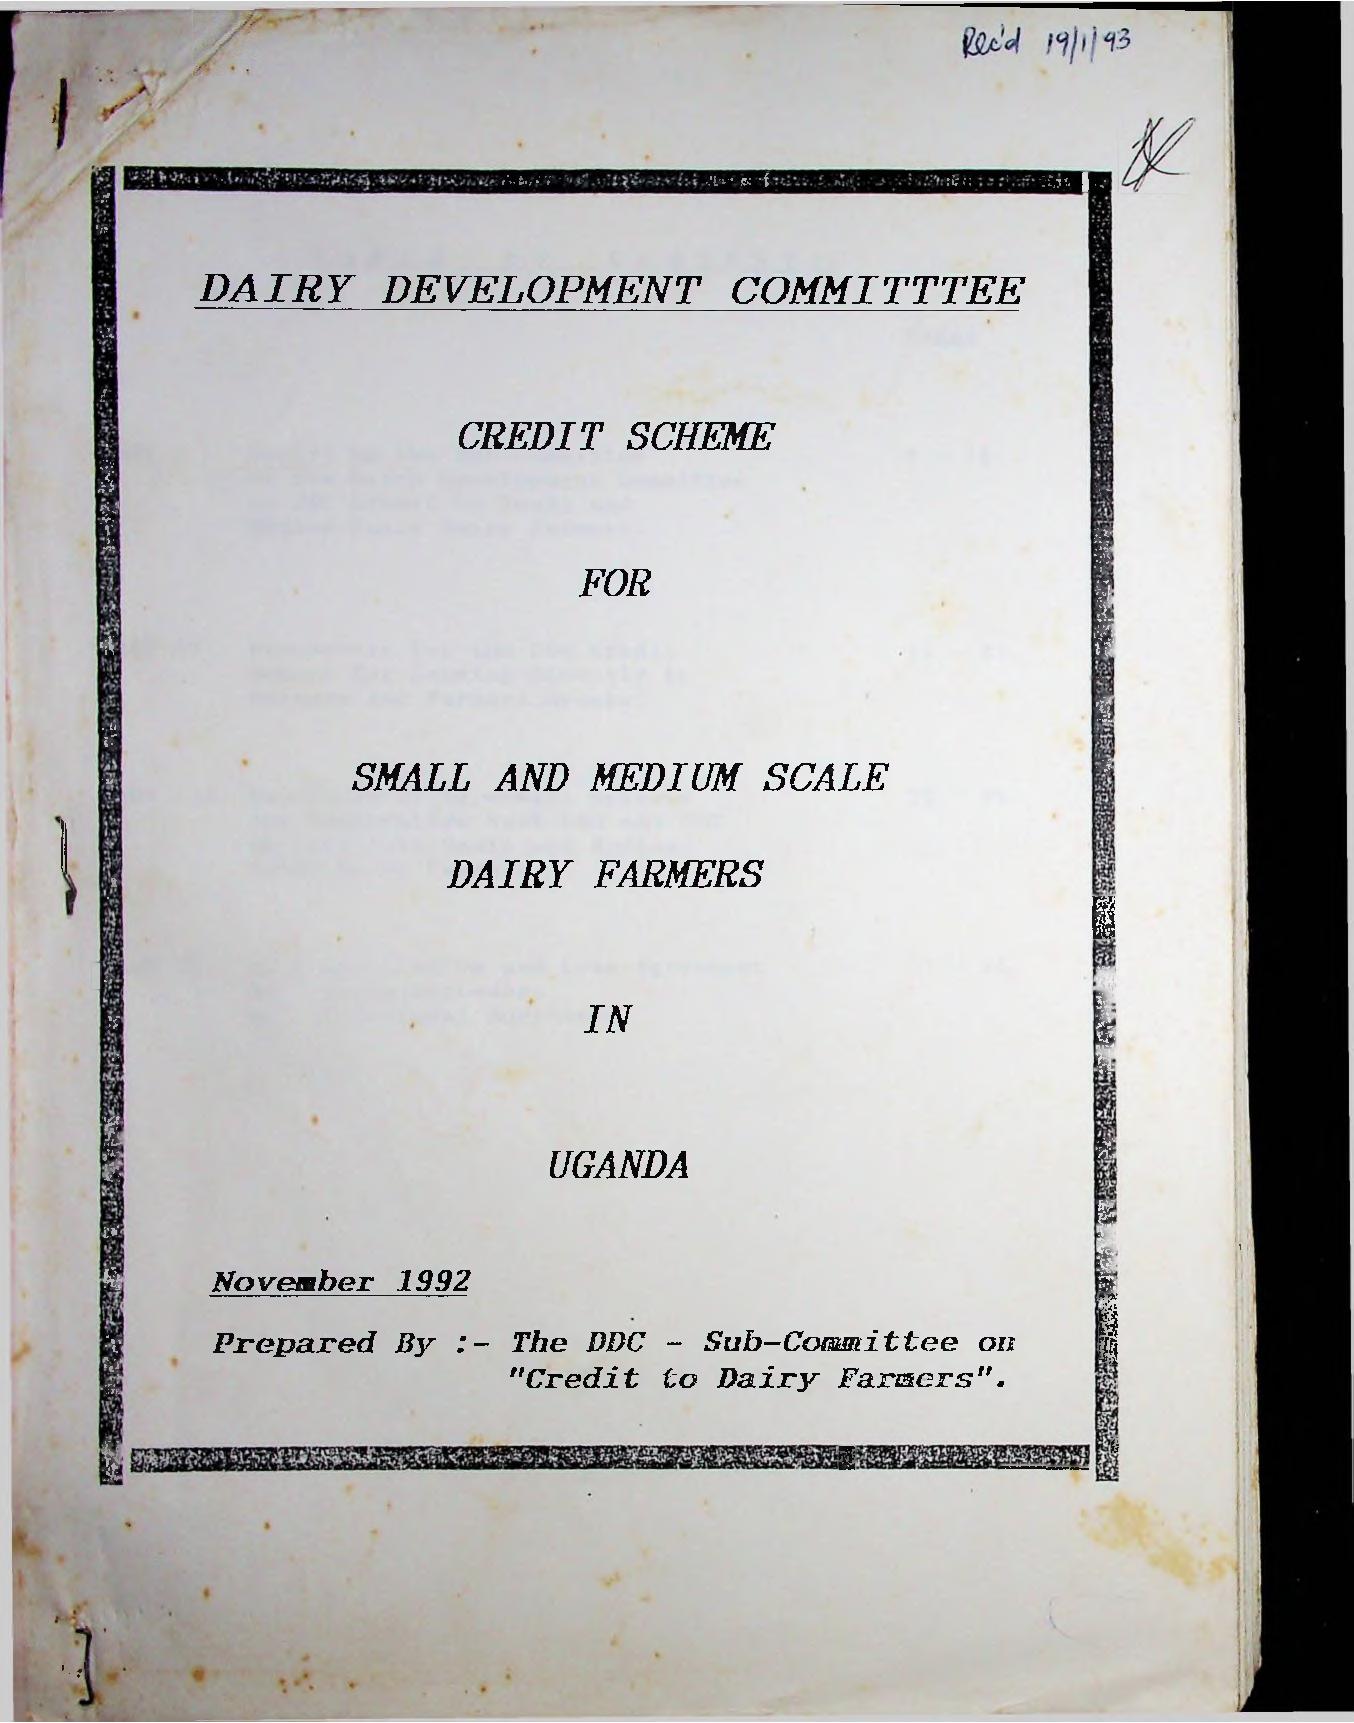 Rec'd 19/1/93
DAIRY DEVELOPMENT COMMITTTEE
CREDIT SCHEME
FOR
SMALL AND MEDIUM SCALE
DAIRY FARMERS
IN
UGANDA
November 1992
Prepared By :- The DDC - Sub-Committee on
"Credit to Dairy Farmers".